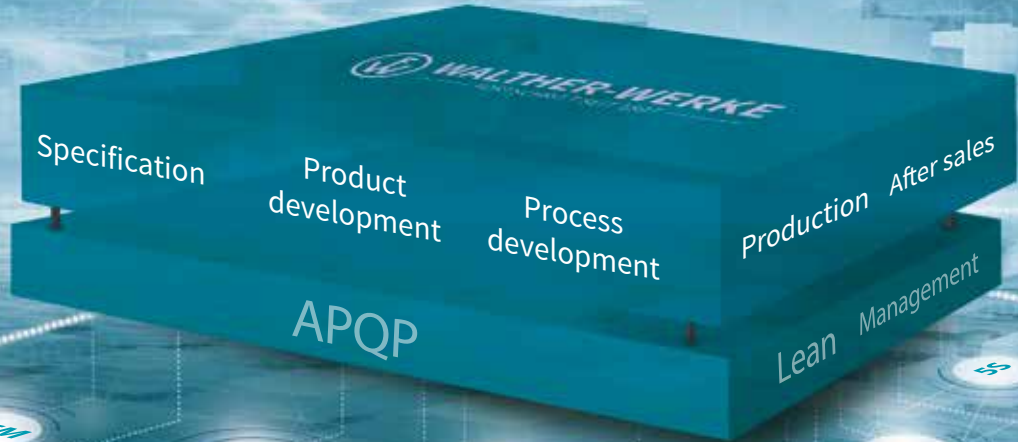 WALTHER-WERKE
Specification
Product
development
Process
development
Production
After sales
APQP
Lean
Management
5S